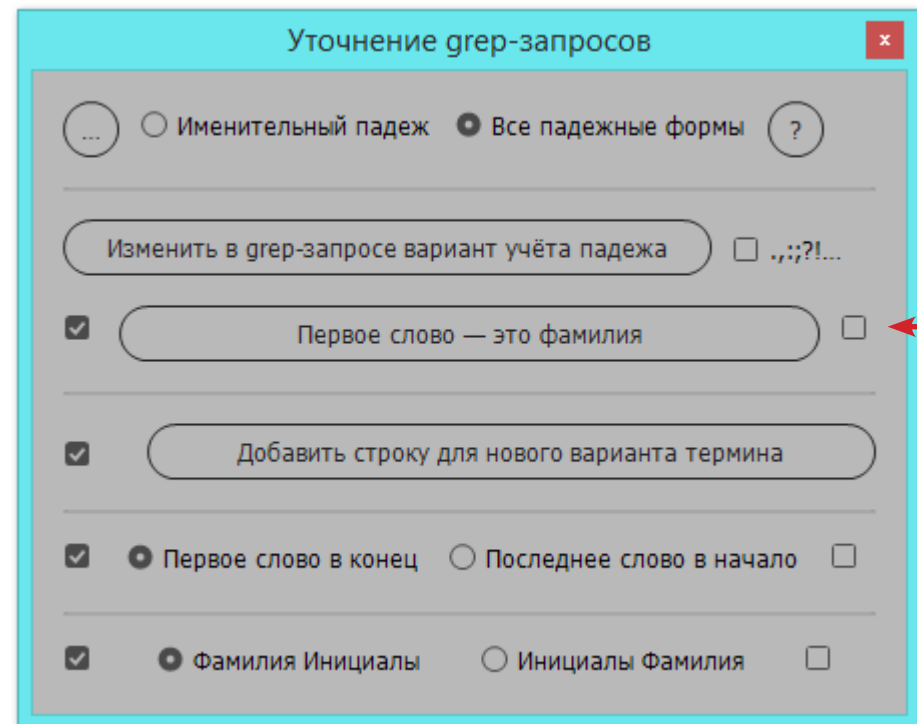 Уточнение grep-запросов x
... Именительный падеж Все падежные формы ?
Изменить в grep-запросе вариант учёта падежа .,:;?!...
Первое слово — это фамилия
Добавить строку для нового варианта термина
Первое слово в конец Последнее слово в начало
Фамилия Инициалы Инициалы Фамилия